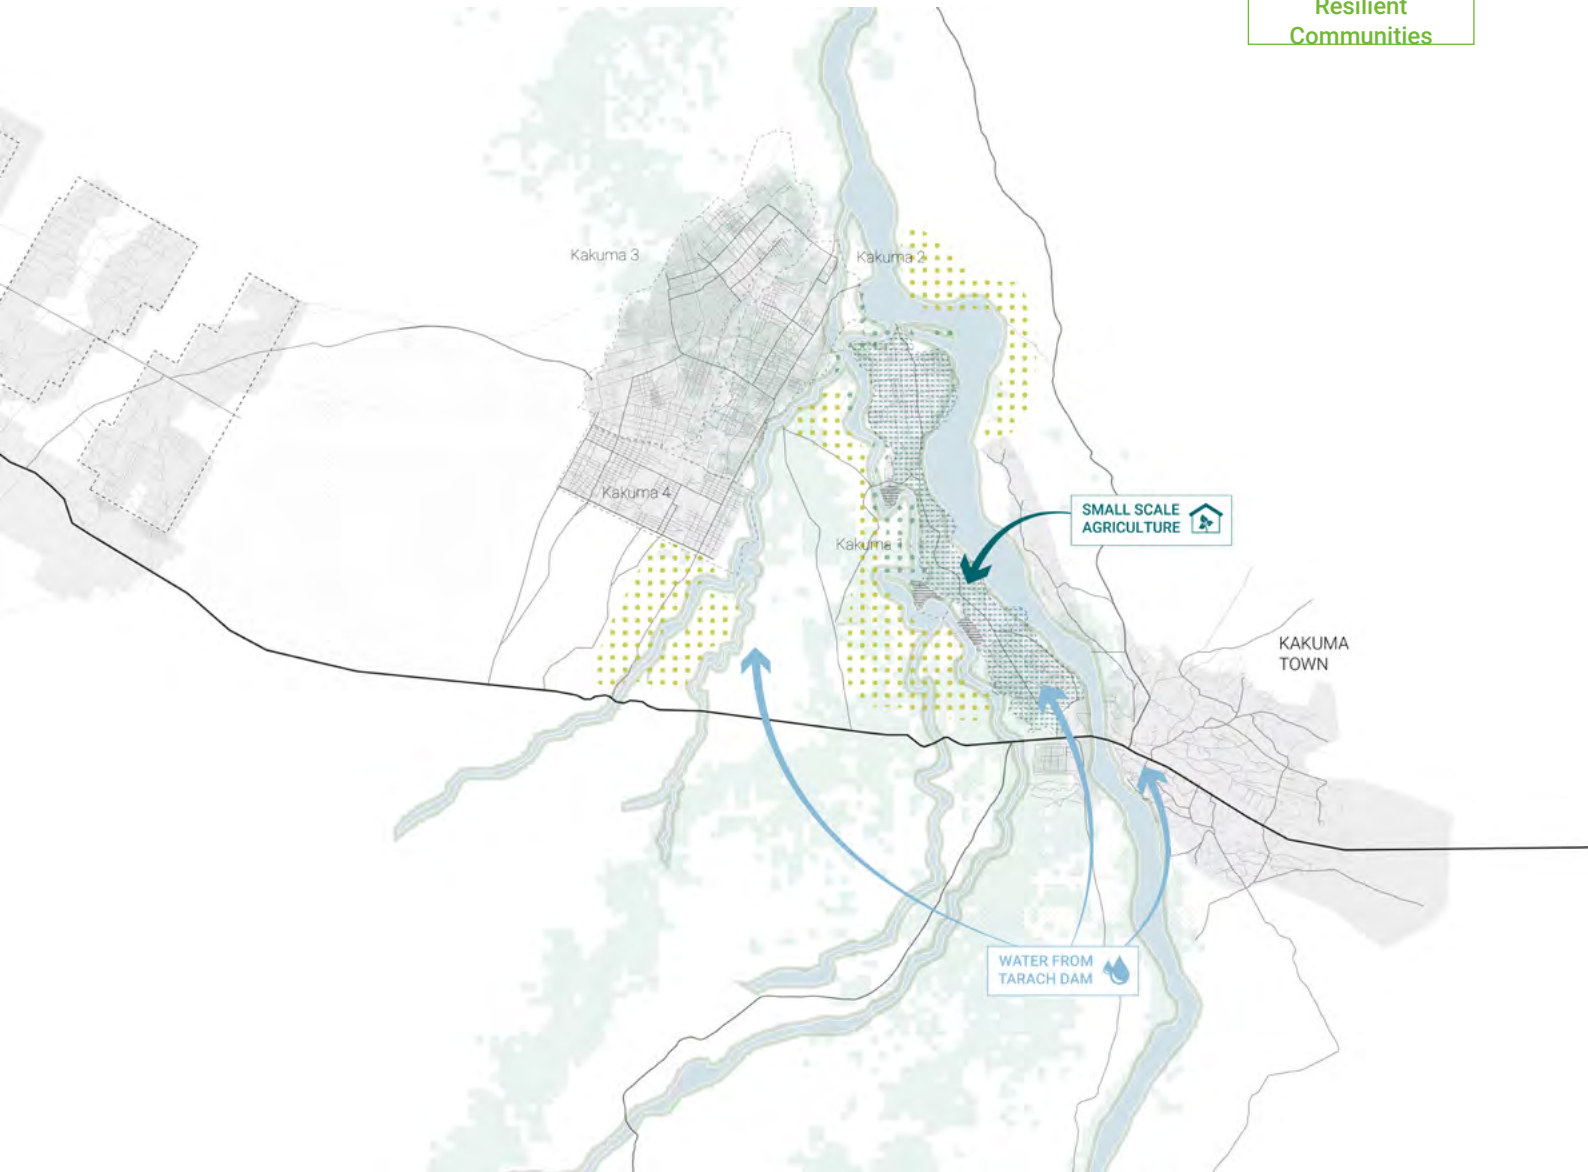 Resilient
Communities
Kakuma 3
Kakuma 2
Kakuma 4
SMALL SCALE
AGRICULTURE
Kakuma 1
KAKUMA
TOWN
WATER FROM
TARACH DAM